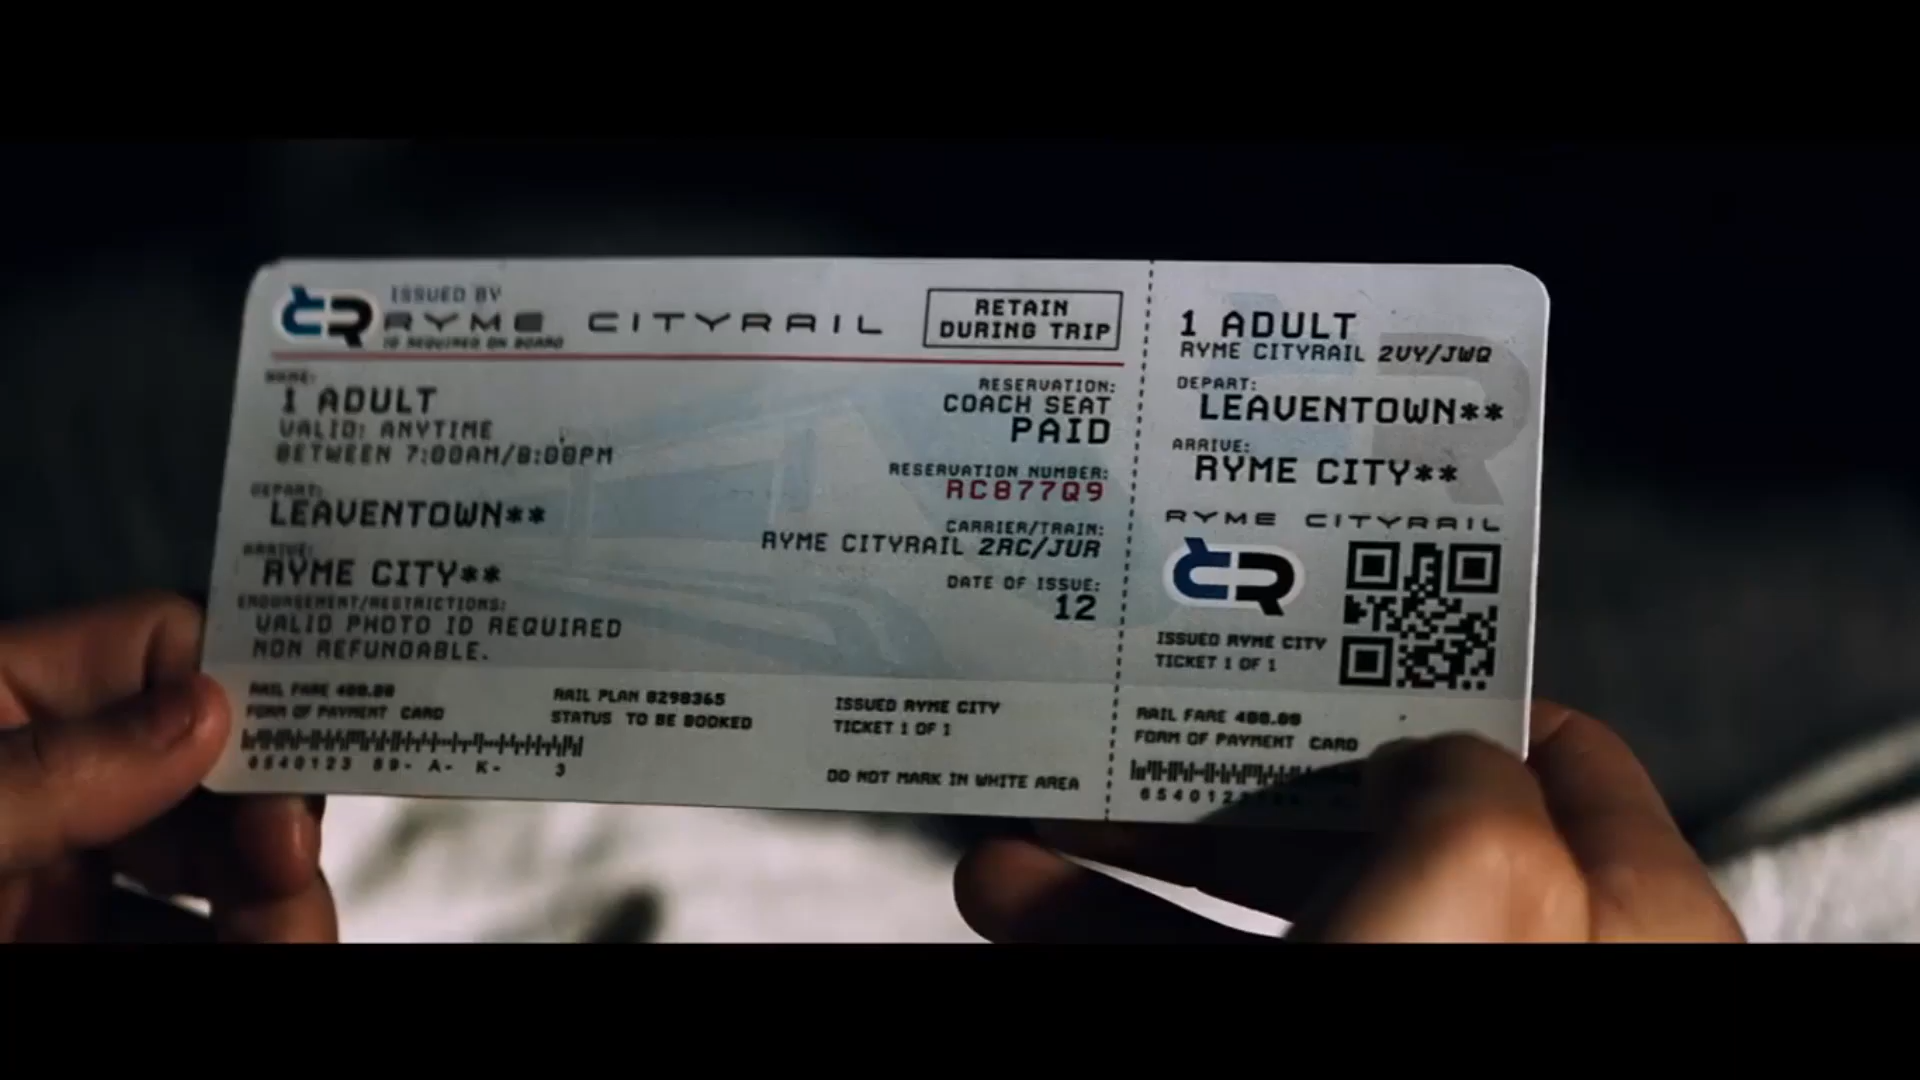 ISSUED BY
RYME CITYRAIL
ID REQUIRED ON BOARD
RETAIN
DURING TRIP
NAME:
1 ADULT
VALID: ANYTIME
BETWEEN 7:00AM/8:00PM
DEPART:
LEAVENTOWN**
ARRIVE:
RYME CITY**
ENDORSEMENT/RESTRICTIONS:
VALID PHOTO ID REQUIRED
NON REFUNDABLE.
RESERVATION:
COACH SEAT
PAID
RESERVATION NUMBER:
RC877Q9
CARRIER/TRAIN:
RYME CITYRAIL 2RC/JUR
DATE OF ISSUE:
12
RAIL FARE 400.00
FORM OF PAYMENT CARD
6540123 89- A- K- 3
RAIL PLAN 0298365
STATUS TO BE BOOKED
ISSUED RYME CITY
TICKET 1 OF 1
DO NOT MARK IN WHITE AREA
1 ADULT
RYME CITYRAIL 2VY/JWQ
DEPART:
LEAVENTOWN**
ARRIVE:
RYME CITY**
RYME CITYRAIL
CR
ISSUED RYME CITY
TICKET 1 OF 1
RAIL FARE 400.00
FORM OF PAYMENT CARD